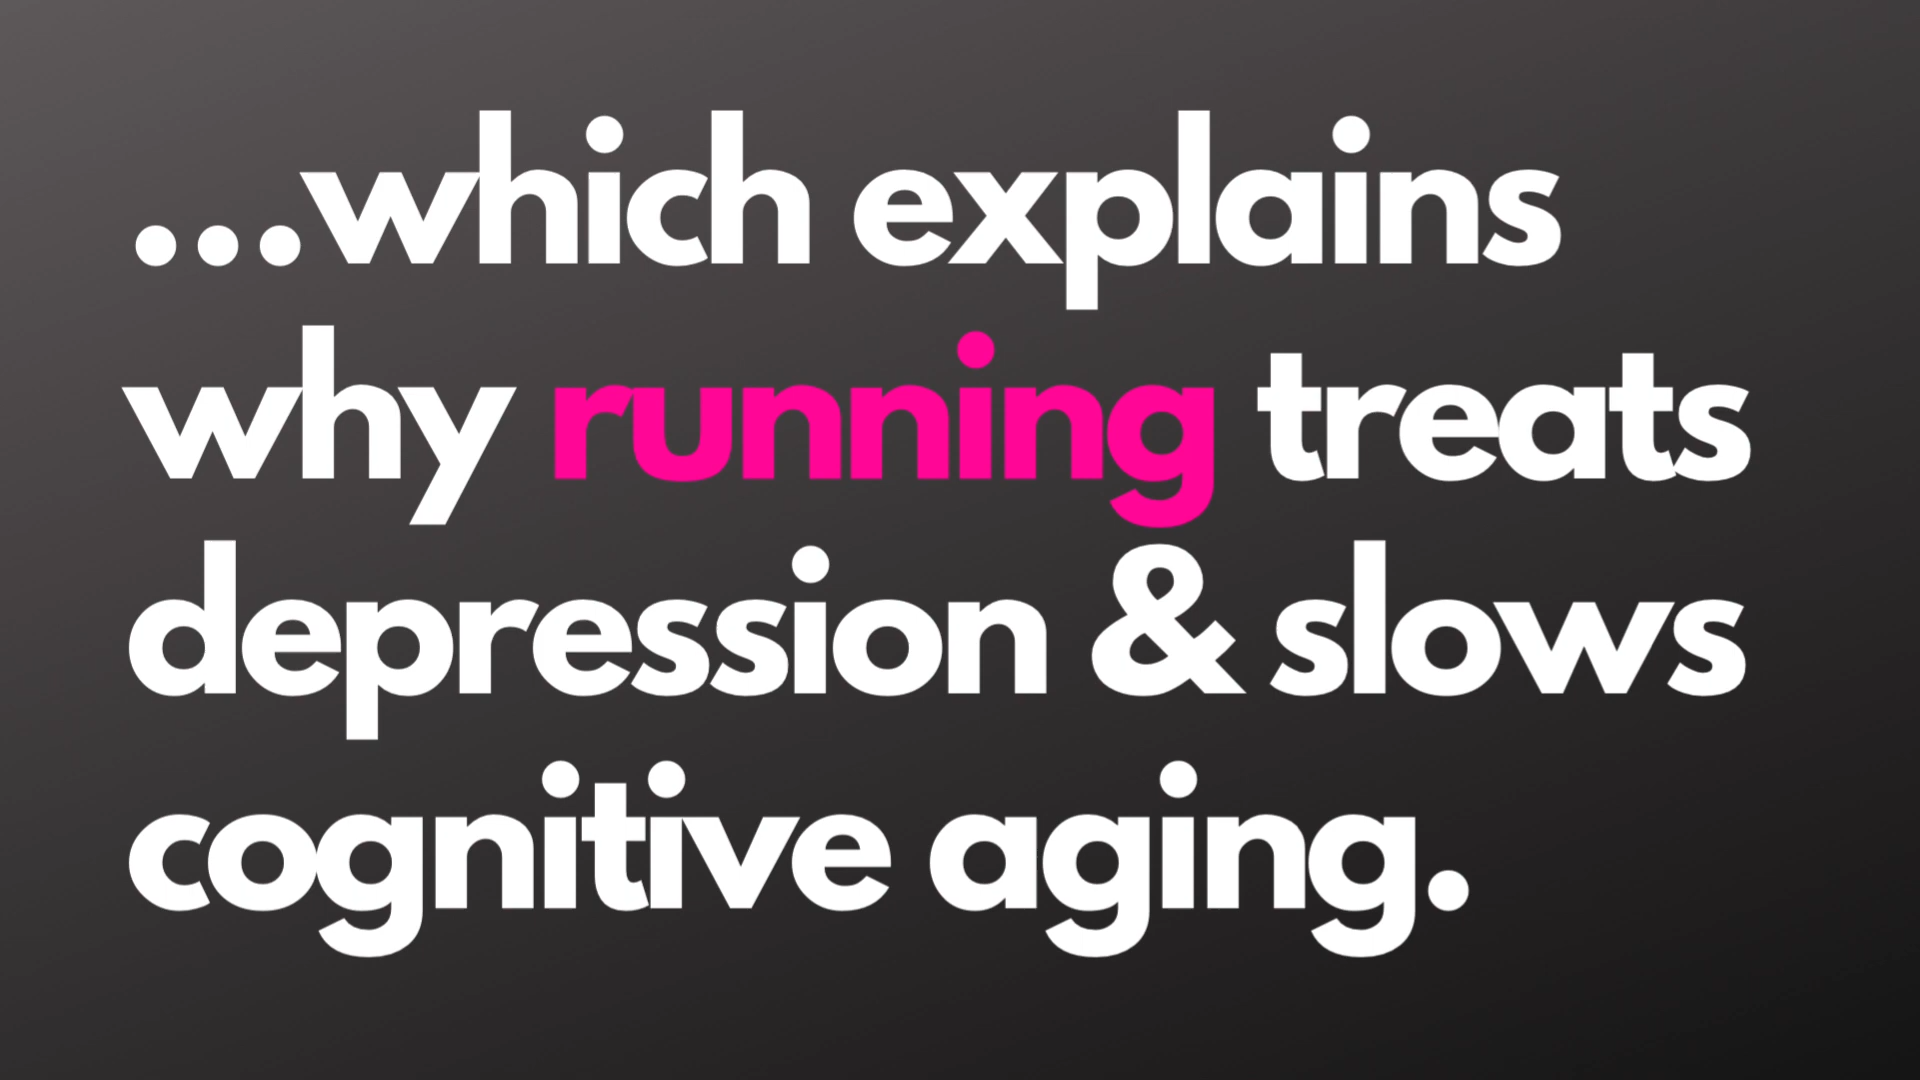 ...which explains
why running treats
depression & slows
cognitive aging.